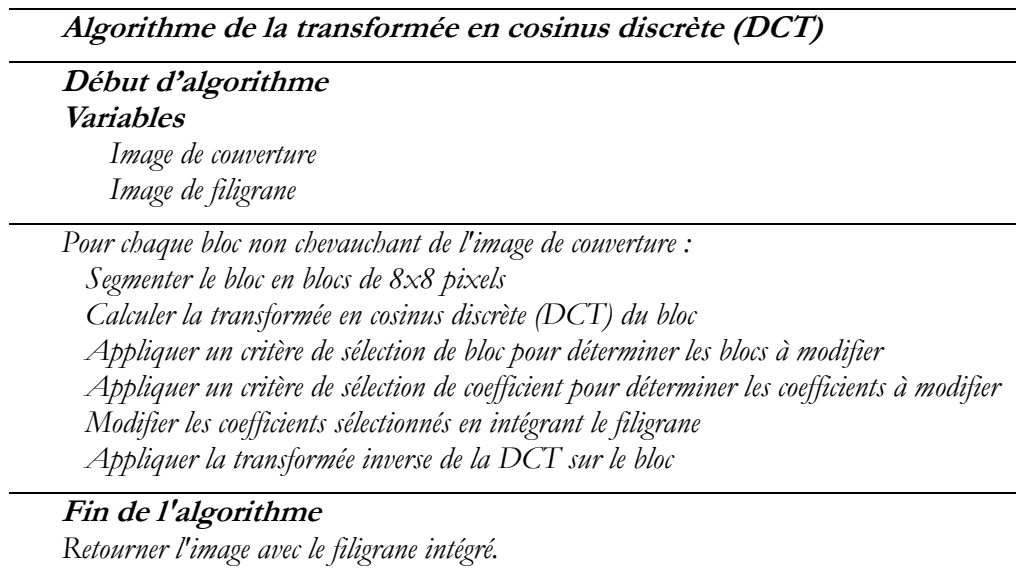 Algorithme de la transformée en cosinus discrète (DCT)
Début d’algorithme
Variables
Image de couverture
Image de filigrane
Pour chaque bloc non chevauchant de l'image de couverture :
Segmenter le bloc en blocs de 8x8 pixels
Calculer la transformée en cosinus discrète (DCT) du bloc
Appliquer un critère de sélection de bloc pour déterminer les blocs à modifier
Appliquer un critère de sélection de coefficient pour déterminer les coefficients à modifier
Modifier les coefficients sélectionnés en intégrant le filigrane
Appliquer la transformée inverse de la DCT sur le bloc
Fin de l'algorithme
Retourner l'image avec le filigrane intégré.